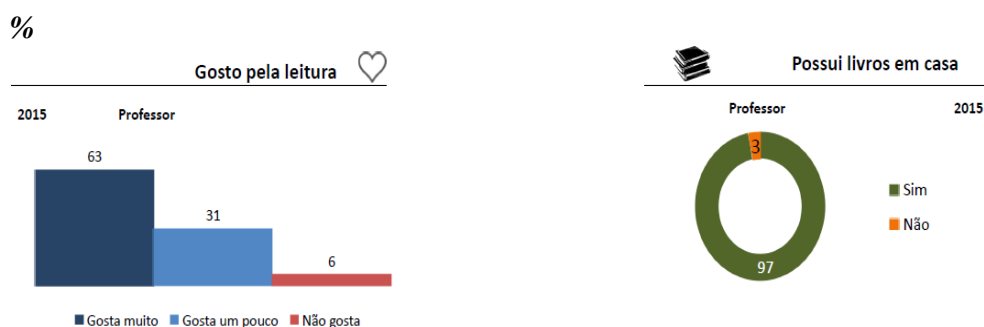 %
Gosto pela leitura
2015 Professor
63
31
6
Gosta muito Gosta um pouco Não gosta
Possui livros em casa
Professor 2015
3
97
Sim
Não